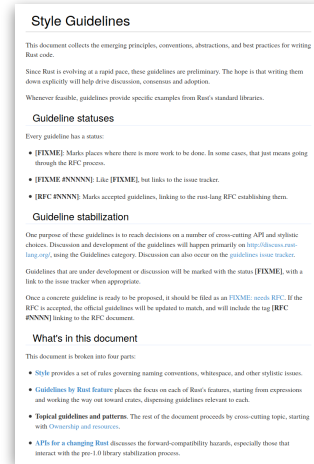 Style Guidelines
This document collects the emerging principles, conventions, abstractions, and best practices for writing
Rust code.
Since Rust is evolving at a rapid pace, these guidelines are preliminary. The hope is that writing them
down explicitly will help drive discussion, consensus and adoption.
Whenever feasible, guidelines provide specific examples from Rust's standard libraries.
Guideline statuses
Every guideline has a status:
• [FIXME]: Marks places where there is more work to be done. In some cases, that just means going
through the RFC process.
• [FIXME #NNNNN]: Like [FIXME], but links to the issue tracker.
• [RFC #NNNN]: Marks accepted guidelines, linking to the rust-lang RFC establishing them.
Guideline stabilization
One purpose of these guidelines is to reach decisions on a number of cross-cutting API and stylistic
choices. Discussion and development of the guidelines will happen primarily on http://discuss.rust-
lang.org/, using the Guidelines category. Discussion can also occur on the guidelines issue tracker.
Guidelines that are under development or discussion will be marked with the status [FIXME], with a
link to the issue tracker when appropriate.
Once a concrete guideline is ready to be proposed, it should be filed as an FIXME: needs RFC. If the
RFC is accepted, the official guidelines will be updated to match, and will include the tag [RFC
#NNNN] linking to the RFC document.
What's in this document
This document is broken into four parts:
• Style provides a set of rules governing naming conventions, whitespace, and other stylistic issues.
• Guidelines by Rust feature places the focus on each of Rust's features, starting from expressions
and working the way out toward crates, dispensing guidelines relevant to each.
• Topical guidelines and patterns. The rest of the document proceeds by cross-cutting topic, starting
with Ownership and resources.
• APIs for a changing Rust discusses the forward-compatibility hazards, especially those that
interact with the pre-1.0 library stabilization process.